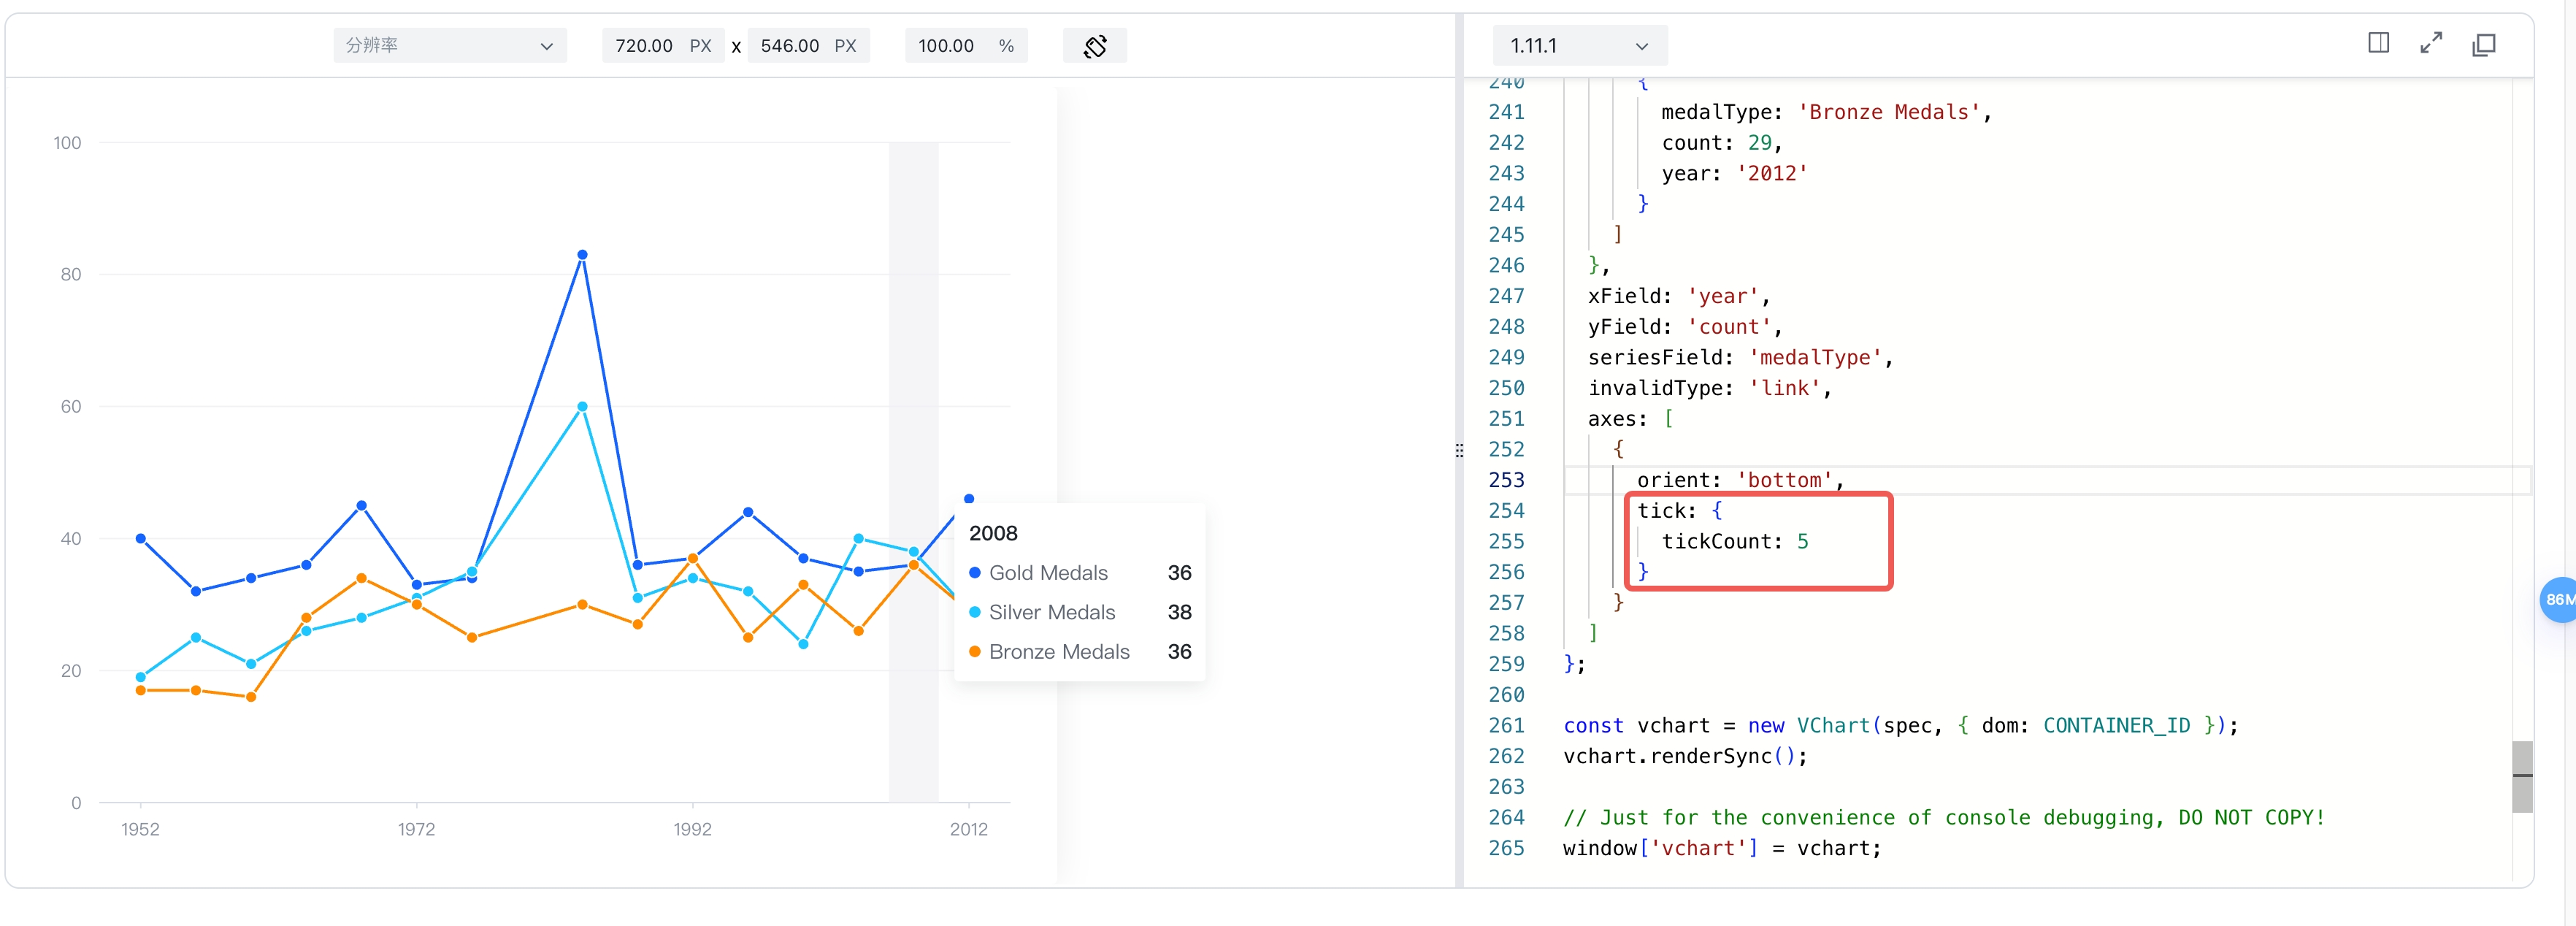 分辨率
720.00 PX x 546.00 PX
100.00 %
1.11.1
100
80
60
40
20
0
1952
1972
1992
2012
2008
Gold Medals 36
Silver Medals 38
Bronze Medals 36
240 {
241 medalType: 'Bronze Medals',
242 count: 29,
243 year: '2012'
244 }
245 ]
246 },
247 xField: 'year',
248 yField: 'count',
249 seriesField: 'medalType',
250 invalidType: 'link',
251 axes: [
252 {
253 orient: 'bottom',
254 tick: {
255 tickCount: 5
256 }
257 }
258 ]
259 };
260
261 const vchart = new VChart(spec, { dom: CONTAINER_ID });
262 vchart.renderSync();
263
264 // Just for the convenience of console debugging, DO NOT COPY!
265 window['vchart'] = vchart;
86M